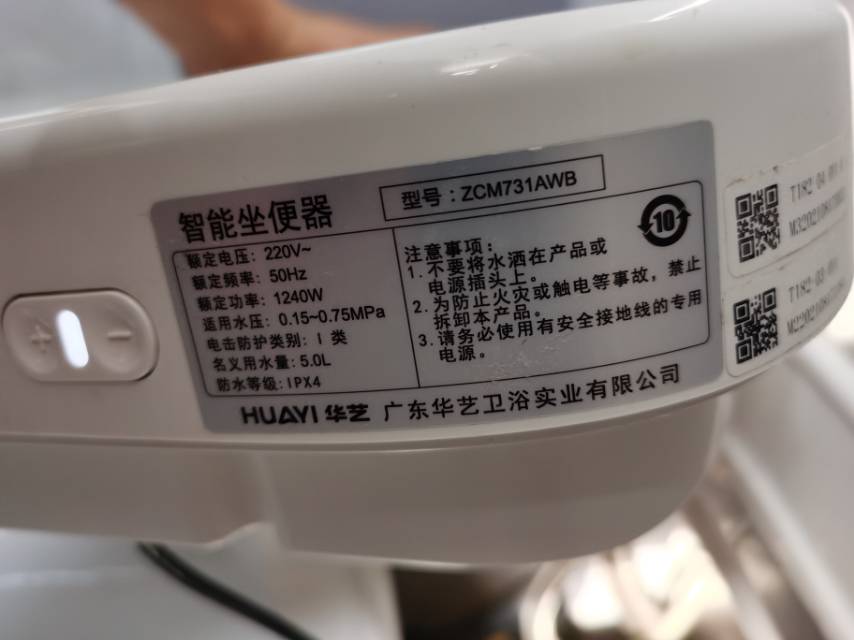 智能坐便器
型号：ZCM731AWB
额定电压：220V~
额定频率：50Hz
额定功率：1240W
适用水压：0.15~0.75MPa
电击防护类别：I 类
名义用水量：5.0L
防水等级：IPX4
注意事项：
1. 不要将水洒在产品或
电源插头上。
2. 为防止火灾或触电等事故，禁止
拆卸本产品。
3. 请务必使用有安全接地线的专用
电源。
10
HUAYI 华艺 广东华艺卫浴实业有限公司